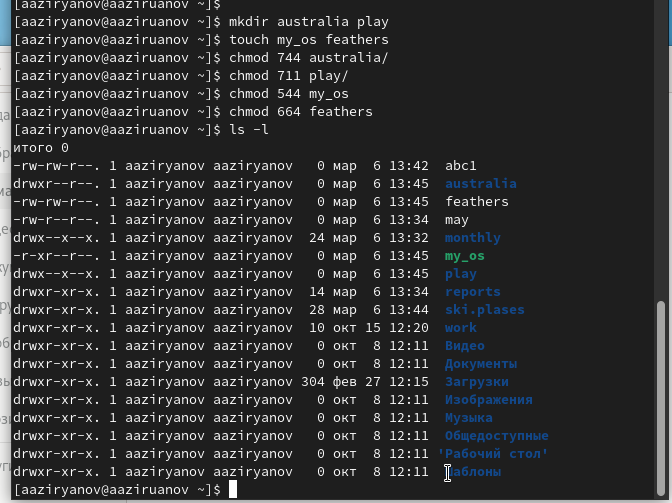 [aaziryanov@aaziruanov ~]$
[aaziryanov@aaziruanov ~]$ mkdir australia play
[aaziryanov@aaziruanov ~]$ touch my_os feathers
[aaziryanov@aaziruanov ~]$ chmod 744 australia/
[aaziryanov@aaziruanov ~]$ chmod 711 play/
[aaziryanov@aaziruanov ~]$ chmod 544 my_os
[aaziryanov@aaziruanov ~]$ chmod 664 feathers
[aaziryanov@aaziruanov ~]$ ls -l
итого 0
-rw-rw-r--. 1 aaziryanov aaziryanov   0 мар  6 13:42  abc1
drwxr--r--. 1 aaziryanov aaziryanov   0 мар  6 13:45  australia
-rw-rw-r--. 1 aaziryanov aaziryanov   0 мар  6 13:45  feathers
-rw-r--r--. 1 aaziryanov aaziryanov   0 мар  6 13:34  may
drwx--x--x. 1 aaziryanov aaziryanov  24 мар  6 13:32  monthly
-r-xr--r--. 1 aaziryanov aaziryanov   0 мар  6 13:45  my_os
drwx--x--x. 1 aaziryanov aaziryanov   0 мар  6 13:45  play
drwxr-xr-x. 1 aaziryanov aaziryanov  14 мар  6 13:34  reports
drwxr-xr-x. 1 aaziryanov aaziryanov  28 мар  6 13:44  ski.plases
drwxr-xr-x. 1 aaziryanov aaziryanov  10 окт 15 12:20  work
drwxr-xr-x. 1 aaziryanov aaziryanov   0 окт  8 12:11  Видео
drwxr-xr-x. 1 aaziryanov aaziryanov   0 окт  8 12:11  Документы
drwxr-xr-x. 1 aaziryanov aaziryanov 304 фев 27 12:15  Загрузки
drwxr-xr-x. 1 aaziryanov aaziryanov   0 окт  8 12:11  Изображения
drwxr-xr-x. 1 aaziryanov aaziryanov   0 окт  8 12:11  Музыка
drwxr-xr-x. 1 aaziryanov aaziryanov   0 окт  8 12:11  Общедоступные
drwxr-xr-x. 1 aaziryanov aaziryanov   0 окт  8 12:11 'Рабочий стол'
drwxr-xr-x. 1 aaziryanov aaziryanov   0 окт  8 12:11  Шаблоны
[aaziryanov@aaziruanov ~]$